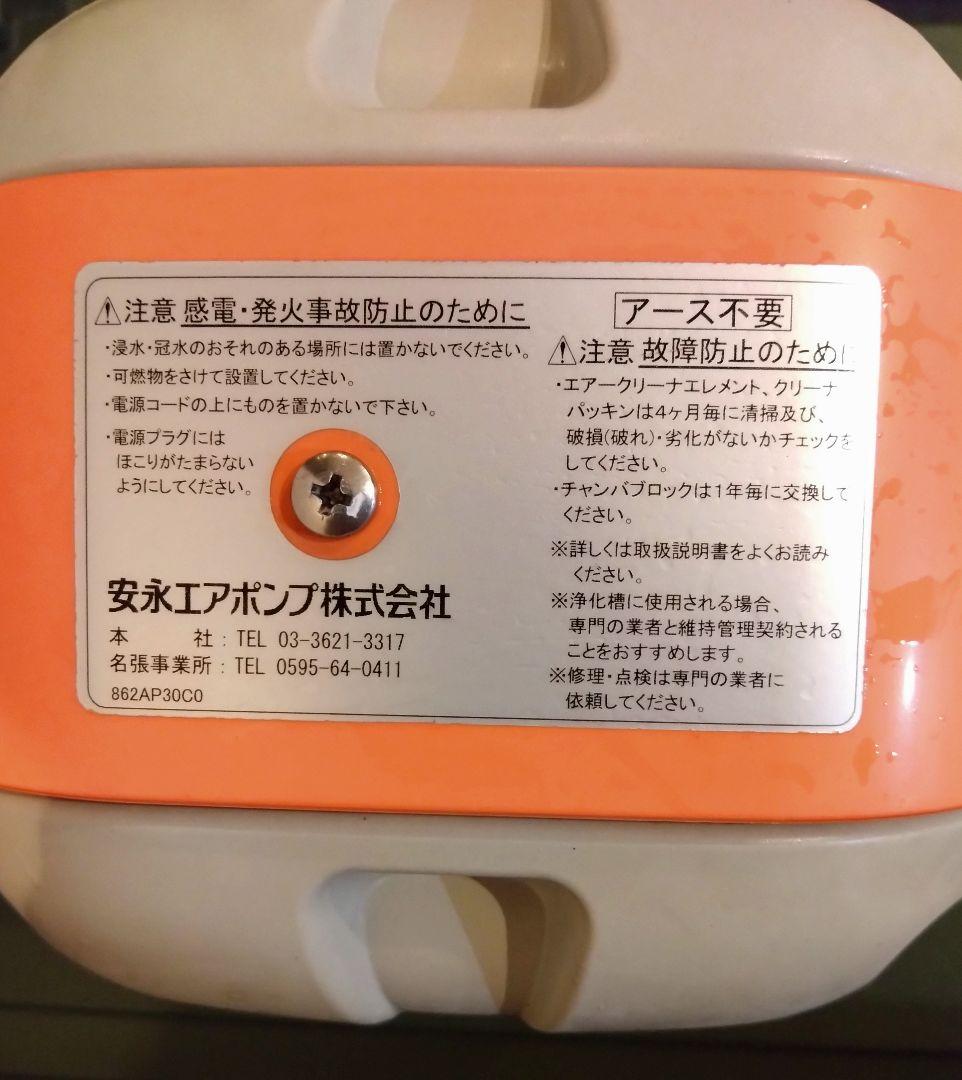 注意 感電・発火事故防止のために
・浸水・冠水のおそれのある場所には置かないでください。
・可燃物をさけて設置してください。
・電源コードの上にものを置かないで下さい。
・電源プラグには
ほこりがたまらない
ようにしてください。
安永エアポンプ株式会社
本 社 : TEL 03-3621-3317
名張事業所 : TEL 0595-64-0411
862AP30C0
アース不要
注意 故障防止のために
・エアークリーナエレメント、クリーナ
パッキンは4ヶ月毎に清掃及び、
破損(破れ)・劣化がないかチェックを
してください。
・チャンバブロックは1年毎に交換して
ください。
※詳しくは取扱説明書をよくお読み
ください。
※浄化槽に使用される場合、
専門の業者と維持管理契約される
ことをおすすめします。
※修理・点検は専門の業者に
依頼してください。